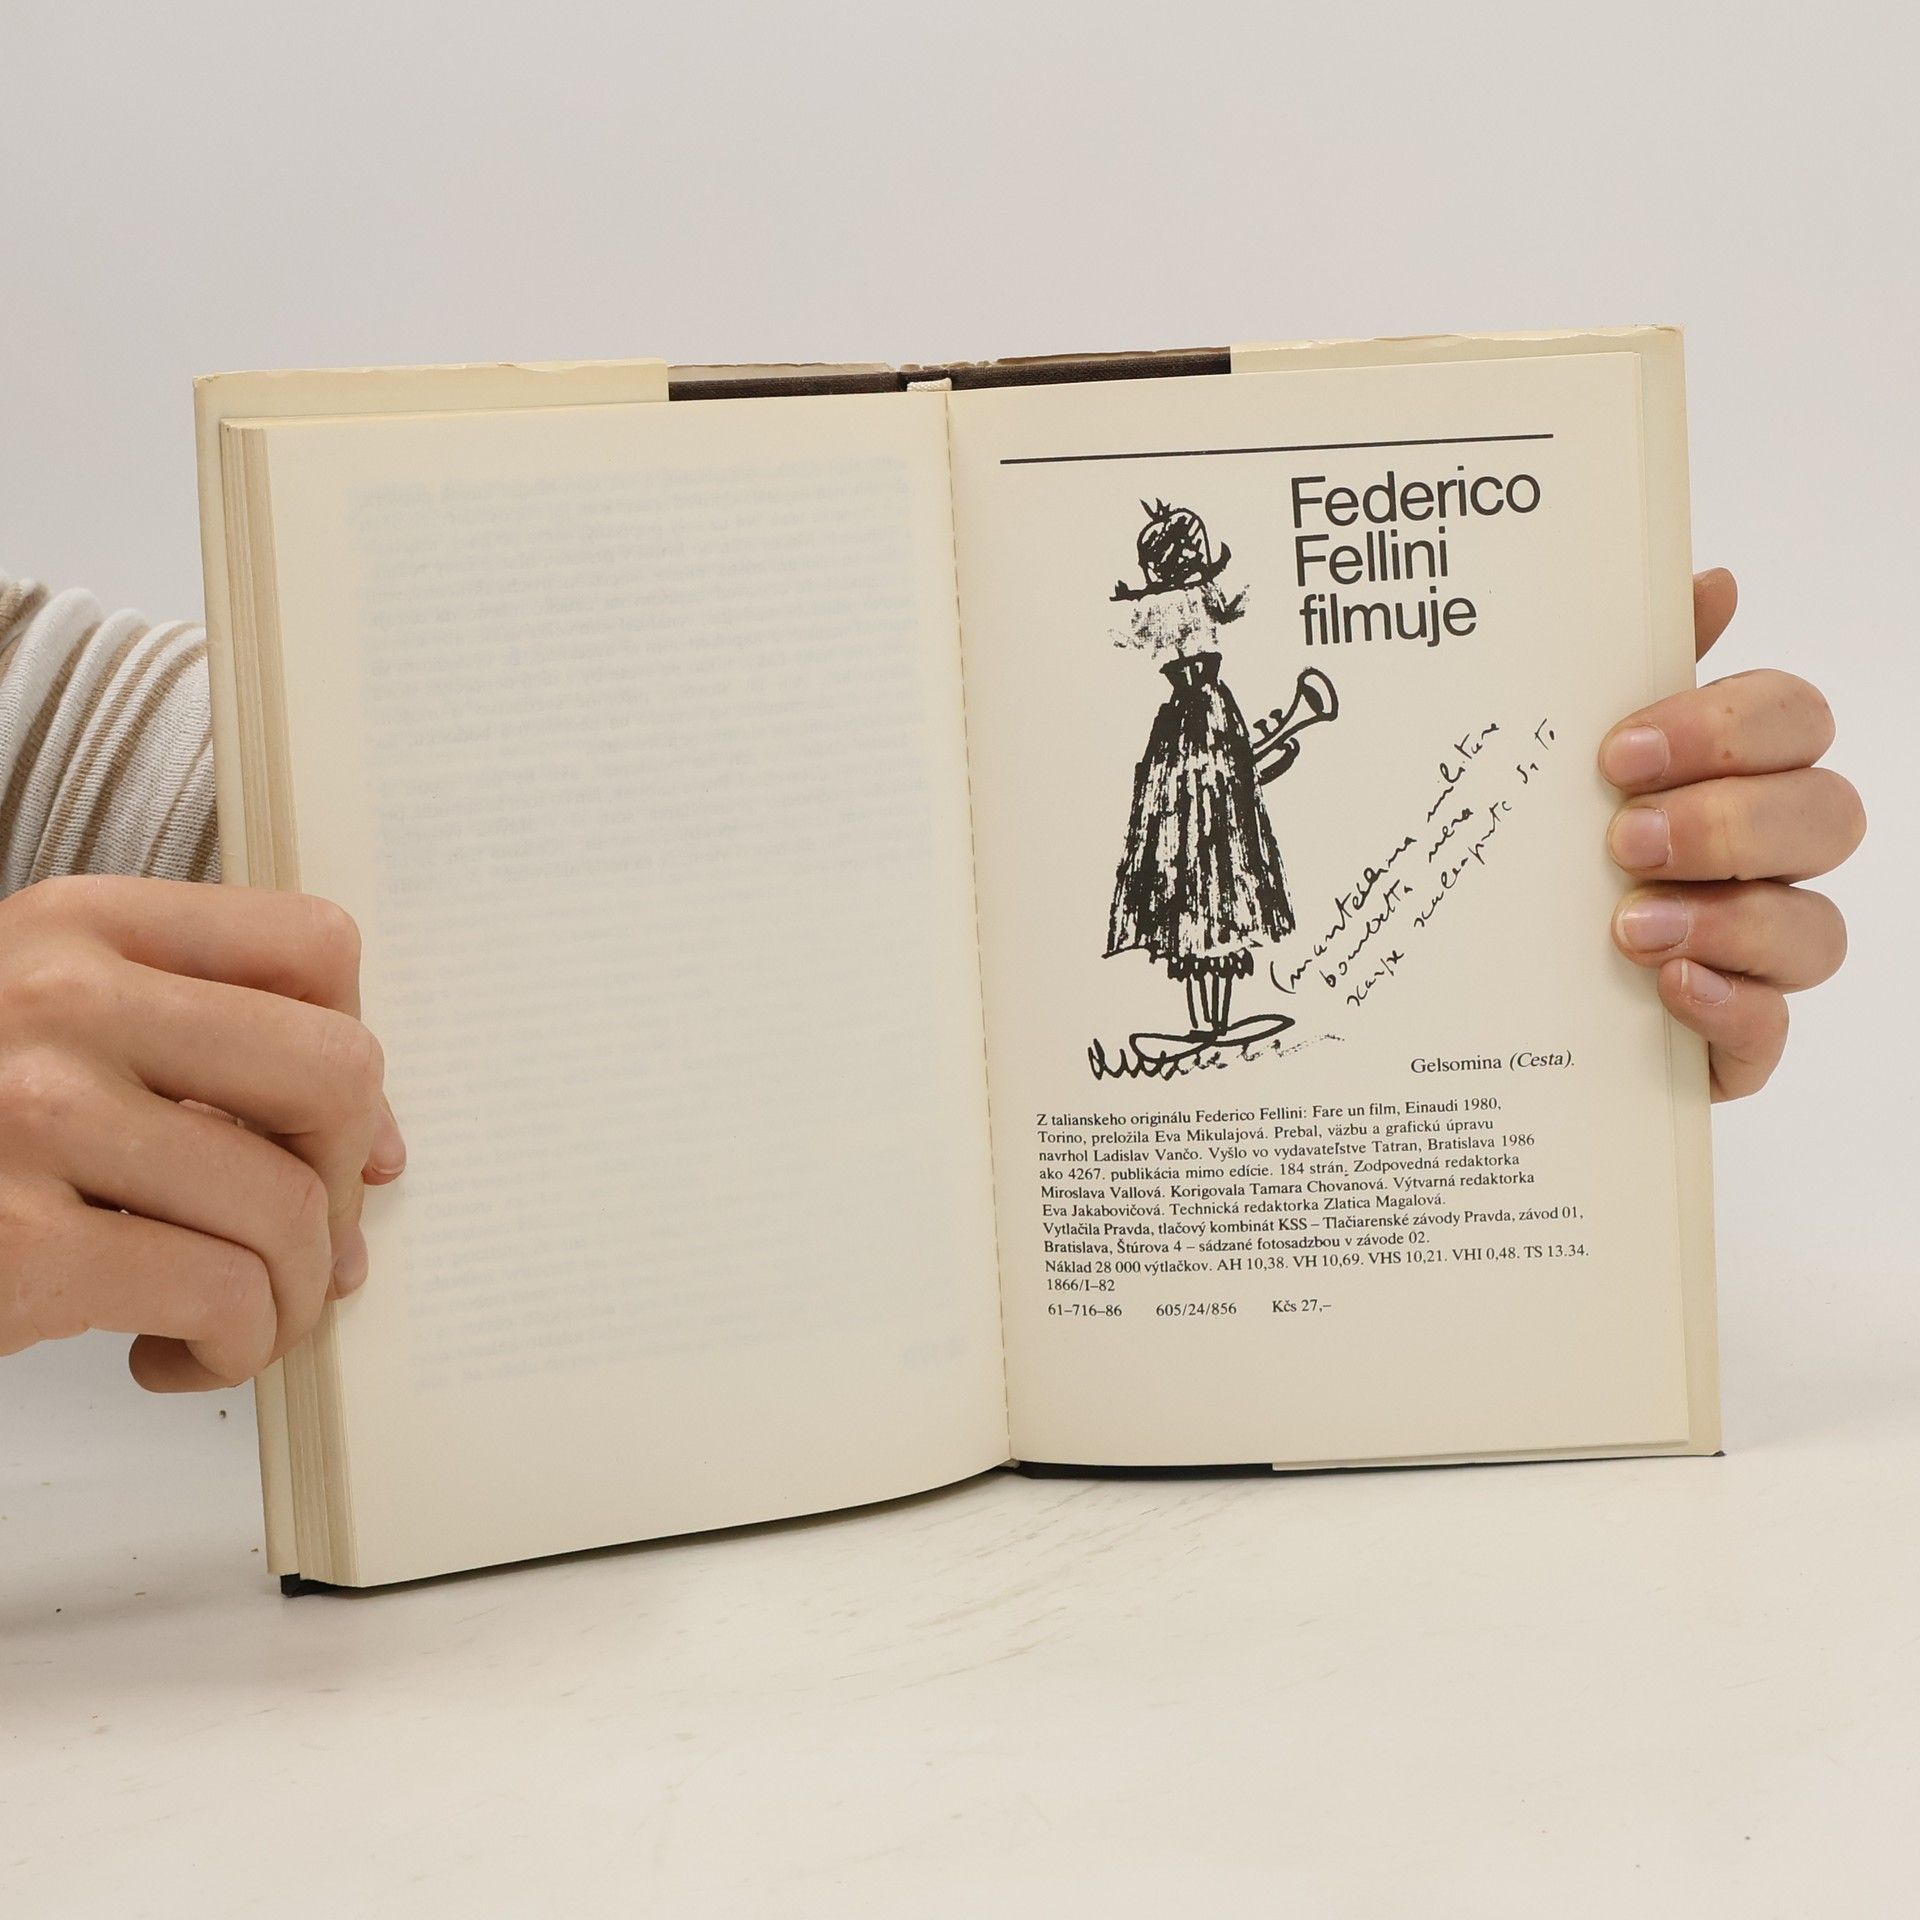 Federico
Fellini
filmuje
(mantellina militare
bombetta nera
scarpe
Gelsomina (Cesta).
Z talianskeho originálu Federico Fellini: Fare un film, Einaudi 1980,
Torino, preložila Eva Mikulajová. Prebal, väzbu a grafickú úpravu
navrhol Ladislav Vančo. Vyšlo vo vydavateľstve Tatran, Bratislava 1986
ako 4267. publikácia mimo edície. 184 strán. Zodpovedná redaktorka
Miroslava Vallová. Korigovala Tamara Chovanová. Výtvarná redaktorka
Eva Jakabovičová. Technická redaktorka Zlatica Magalová.
Vytlačila Pravda, tlačový kombinát KSS – Tlačiarenské závody Pravda, závod 01,
Bratislava, Štúrova 4 – sádzané fotosadzbou v závode 02.
Náklad 28 000 výtlačkov. AH 10,38. VH 10,69. VHS 10,21. VHI 0,48. TS 13.34.
1866/I–82
61–716–86 605/24/856 Kčs 27,–